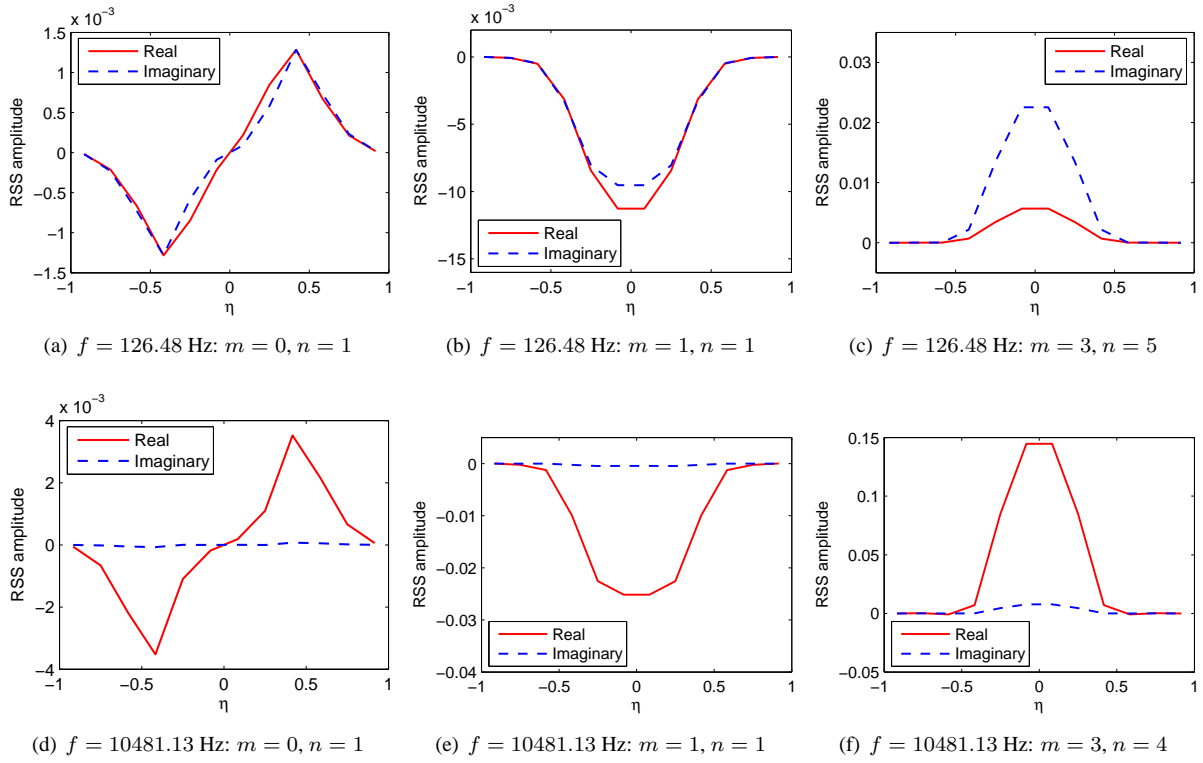 x 10−3
1.5
1
0.5
0
−0.5
−1
−1.5
−1 −0.5 0 0.5 1
η
RSS amplitude
Real
Imaginary
(a) f = 126.48 Hz: m = 0, n = 1
x 10−3
0
−5
−10
−15
−1 −0.5 0 0.5 1
η
RSS amplitude
Real
Imaginary
(b) f = 126.48 Hz: m = 1, n = 1
0.03
0.02
0.01
0
−1 −0.5 0 0.5 1
η
RSS amplitude
Real
Imaginary
(c) f = 126.48 Hz: m = 3, n = 5
x 10−3
4
2
0
−2
−4
−1 −0.5 0 0.5 1
η
RSS amplitude
Real
Imaginary
(d) f = 10481.13 Hz: m = 0, n = 1
0
−0.01
−0.02
−0.03
−0.04
−1 −0.5 0 0.5 1
η
RSS amplitude
Real
Imaginary
(e) f = 10481.13 Hz: m = 1, n = 1
0.15
0.1
0.05
0
−0.05
−1 −0.5 0 0.5 1
η
RSS amplitude
Real
Imaginary
(f) f = 10481.13 Hz: m = 3, n = 4